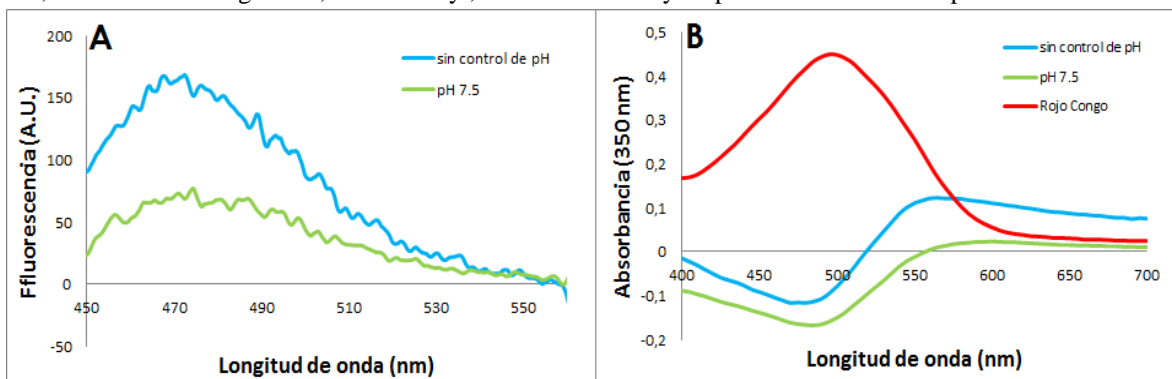 A
sin control de pH
pH 7.5
Ffluorescencia (A.U.)
200
150
100
50
0
-50
450
470
490
510
530
550
Longitud de onda (nm)
B
sin control de pH
pH 7.5
Rojo Congo
Absorbancia (350 nm)
0,5
0,4
0,3
0,2
0,1
0
-0,1
-0,2
400
450
500
550
600
650
700
Longitud de onda (nm)